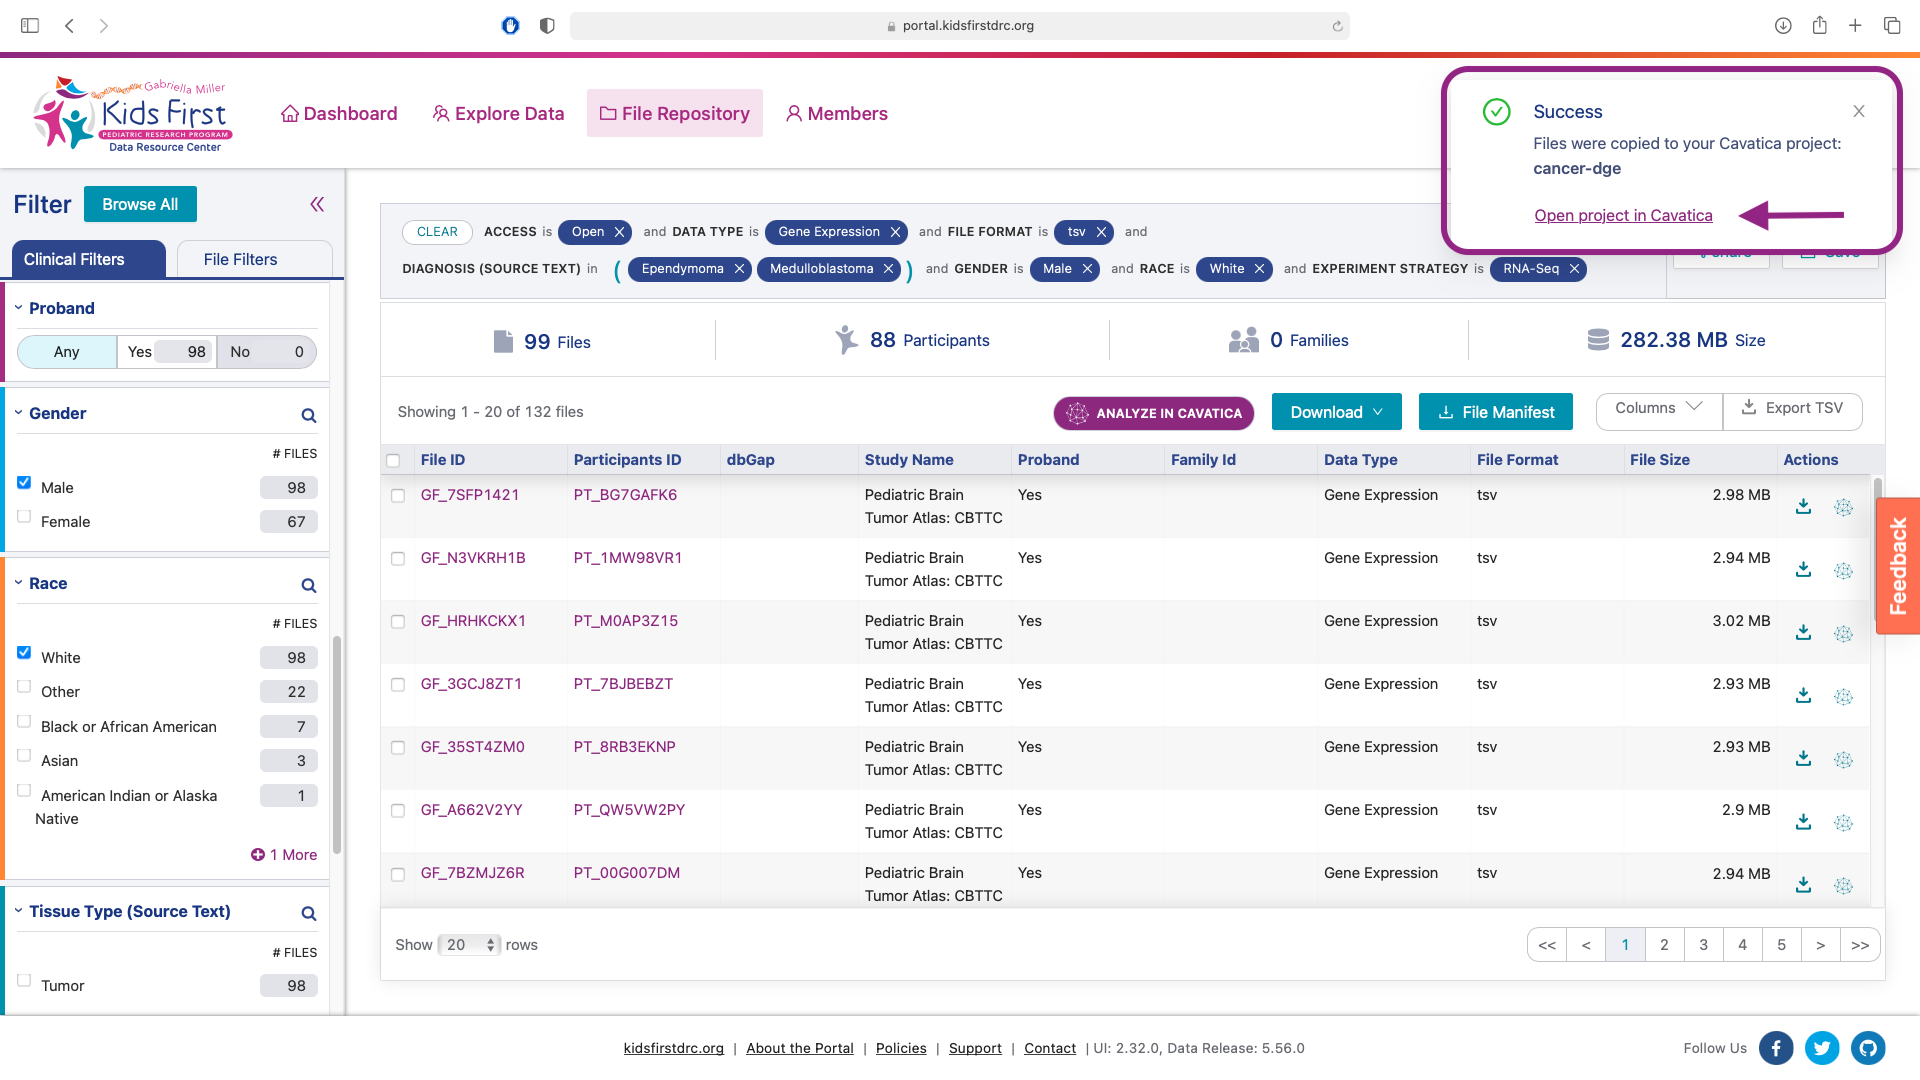 portal.kidsfirstdrc.org
Gabriella Miller
Kids First
PEDIATRIC RESEARCH PROGRAM
Data Resource Center
Dashboard
Explore Data
File Repository
Members
Success
Files were copied to your Cavatica project:
cancer-dge
Open project in Cavatica
Filter
Browse All
Clinical Filters
File Filters
Proband
Any
Yes 98
No 0
Gender
# FILES
Male 98
Female 67
Race
# FILES
White 98
Other 22
Black or African American 7
Asian 3
American Indian or Alaska 1
Native
1 More
Tissue Type (Source Text)
# FILES
Tumor 98
CLEAR ACCESS is Open and DATA TYPE is Gene Expression and FILE FORMAT is tsv and
DIAGNOSIS (SOURCE TEXT) in ( Ependymoma Medulloblastoma ) and GENDER is Male and RACE is White and EXPERIMENT STRATEGY is RNA-Seq
Share
Save
99 Files
88 Participants
0 Families
282.38 MB Size
Showing 1 - 20 of 132 files
ANALYZE IN CAVATICA
Download
File Manifest
Columns
Export TSV
File ID Participants ID dbGap Study Name Proband Family Id Data Type File Format File Size Actions
GF_7SFP1421 PT_BG7GAFK6 Pediatric Brain Yes Gene Expression tsv 2.98 MB
Tumor Atlas: CBTTC
GF_N3VKRH1B PT_1MW98VR1 Pediatric Brain Yes Gene Expression tsv 2.94 MB
Tumor Atlas: CBTTC
GF_HRHKCKX1 PT_M0AP3Z15 Pediatric Brain Yes Gene Expression tsv 3.02 MB
Tumor Atlas: CBTTC
GF_3GCJ8ZT1 PT_7BJBEBZT Pediatric Brain Yes Gene Expression tsv 2.93 MB
Tumor Atlas: CBTTC
GF_35ST4ZM0 PT_8RB3EKNP Pediatric Brain Yes Gene Expression tsv 2.93 MB
Tumor Atlas: CBTTC
GF_A662V2YY PT_QW5VW2PY Pediatric Brain Yes Gene Expression tsv 2.9 MB
Tumor Atlas: CBTTC
GF_7BZMJZ6R PT_00G007DM Pediatric Brain Yes Gene Expression tsv 2.94 MB
Tumor Atlas: CBTTC
Feedback
Show 20 rows
<< < 1 2 3 4 5 > >>
kidsfirstdrc.org | About the Portal | Policies | Support | Contact | UI: 2.32.0, Data Release: 5.56.0
Follow Us